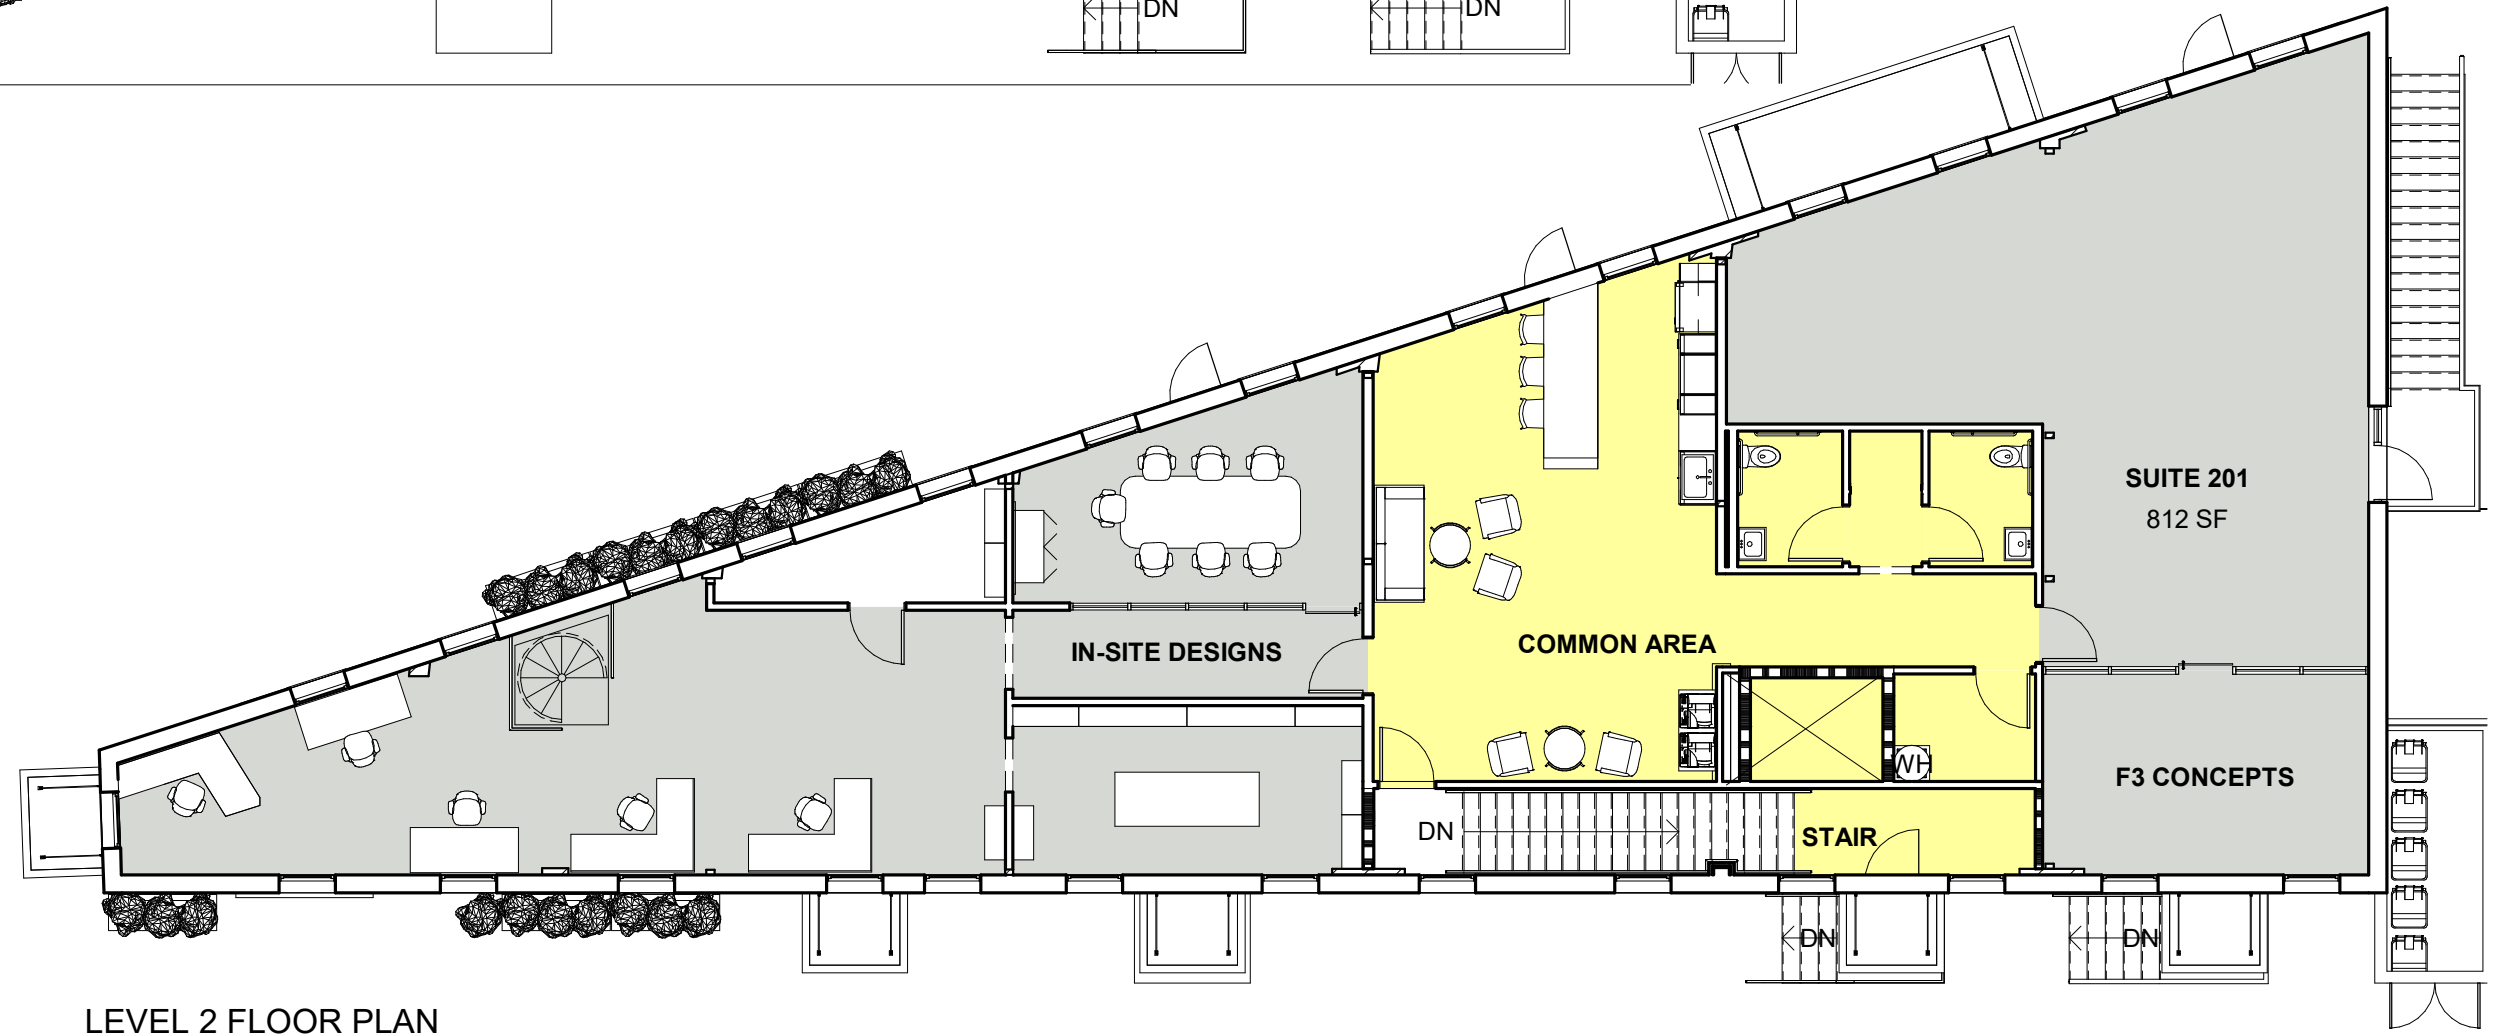 DN
DN
SUITE 201
812 SF
COMMON AREA
IN-SITE DESIGNS
WH
F3 CONCEPTS
DN
STAIR
DN
DN
LEVEL 2 FLOOR PLAN